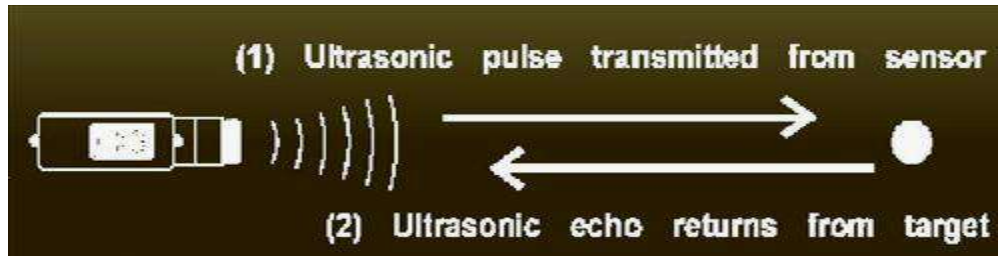 (1) Ultrasonic pulse transmitted from sensor
(2) Ultrasonic echo returns from target